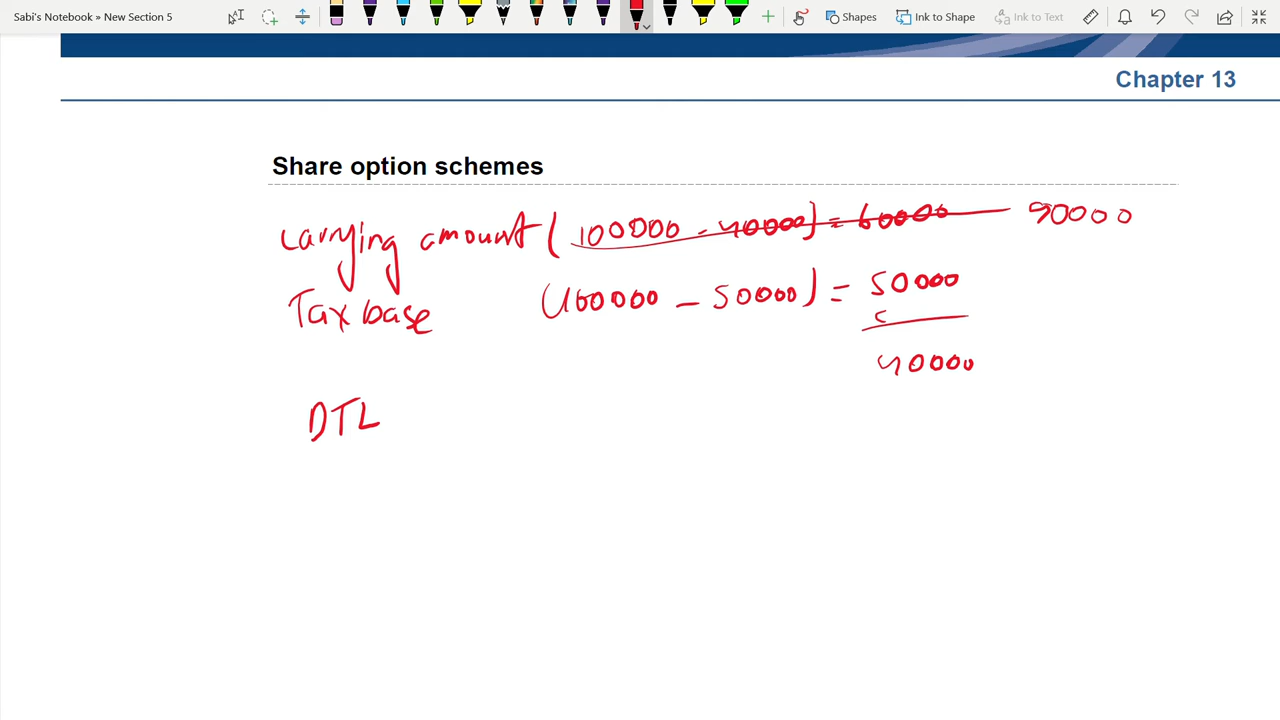 Sabi's Notebook » New Section 5
Shapes
Ink to Shape
Ink to Text
Chapter 13
Share option schemes
Carrying amount (100000 - 40000) = 60000 90000
Tax base (100000 - 50000) = 50000
40000
DTL